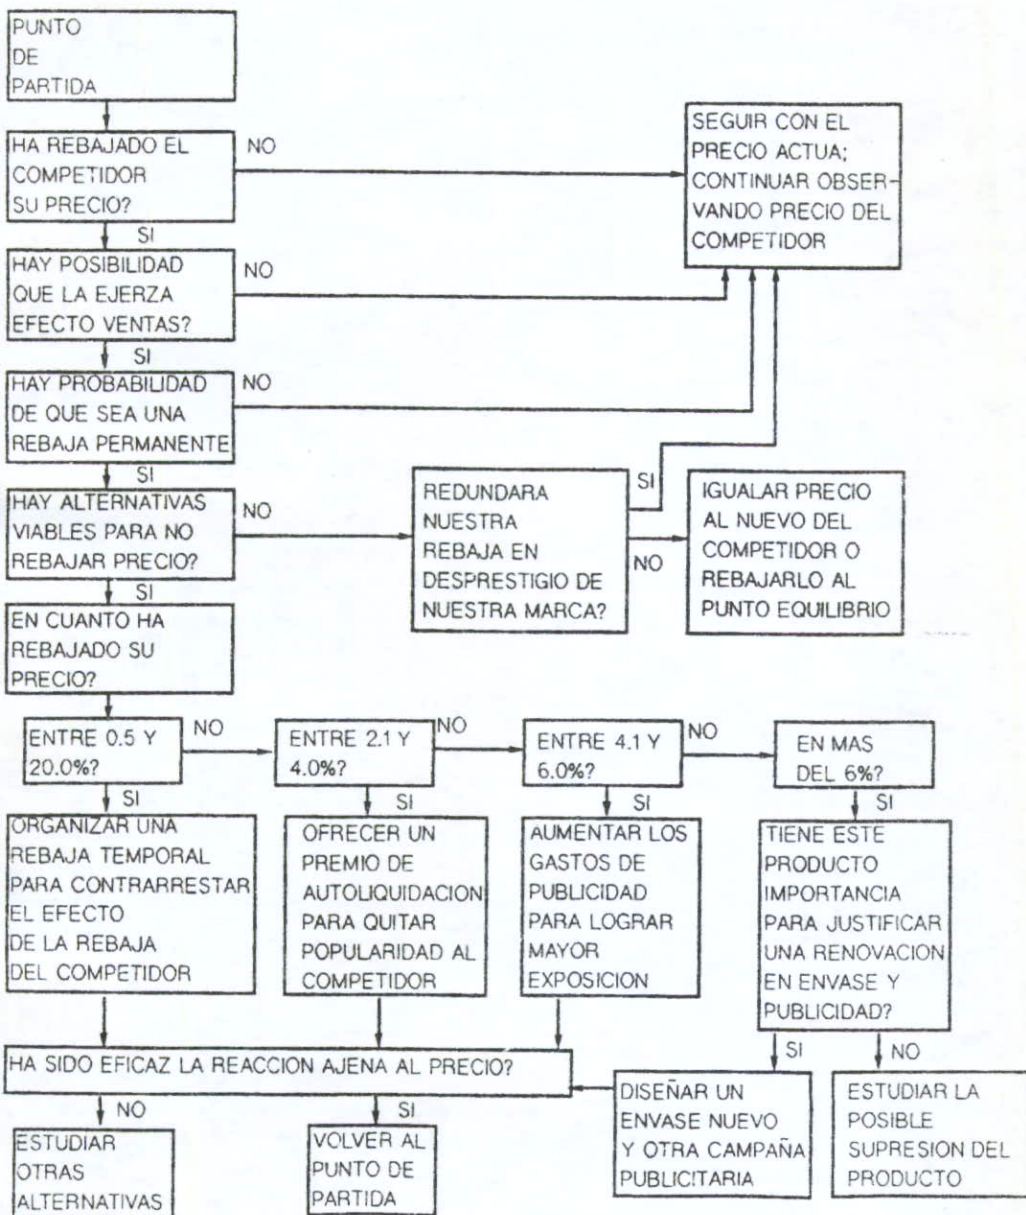 PUNTO
DE
PARTIDA
HA REBAJADO EL
COMPETIDOR
SU PRECIO?
NO
SI
SEGUIR CON EL
PRECIO ACTUA;
CONTINUAR OBSER-
VANDO PRECIO DEL
COMPETIDOR
HAY POSIBILIDAD
QUE LA EJERZA
EFECTO VENTAS?
NO
SI
HAY PROBABILIDAD
DE QUE SEA UNA
REBAJA PERMANENTE
NO
SI
HAY ALTERNATIVAS
VIABLES PARA NO
REBAJAR PRECIO?
NO
SI
REDUNDARA
NUESTRA
REBAJA EN
DESPRESTIGIO DE
NUESTRA MARCA?
SI
NO
IGUALAR PRECIO
AL NUEVO DEL
COMPETIDOR O
REBAJARLO AL
PUNTO EQUILIBRIO
EN CUANTO HA
REBAJADO SU
PRECIO?
ENTRE 0.5 Y
20.0%?
NO
SI
ENTRE 2.1 Y
4.0%?
NO
SI
ENTRE 4.1 Y
6.0%?
NO
SI
EN MAS
DEL 6%?
SI
ORGANIZAR UNA
REBAJA TEMPORAL
PARA CONTRARRESTAR
EL EFECTO
DE LA REBAJA
DEL COMPETIDOR
OFRECER UN
PREMIO DE
AUTOLIQUIDACION
PARA QUITAR
POPULARIDAD AL
COMPETIDOR
AUMENTAR LOS
GASTOS DE
PUBLICIDAD
PARA LOGRAR
MAYOR
EXPOSICION
TIENE ESTE
PRODUCTO
IMPORTANCIA
PARA JUSTIFICAR
UNA RENOVACION
EN ENVASE Y
PUBLICIDAD?
SI
NO
HA SIDO EFICAZ LA REACCION AJENA AL PRECIO?
NO
SI
ESTUDIAR
OTRAS
ALTERNATIVAS
VOLVER AL
PUNTO DE
PARTIDA
DISEÑAR UN
ENVASE NUEVO
Y OTRA CAMPAÑA
PUBLICITARIA
ESTUDIAR LA
POSIBLE
SUPRESION DEL
PRODUCTO